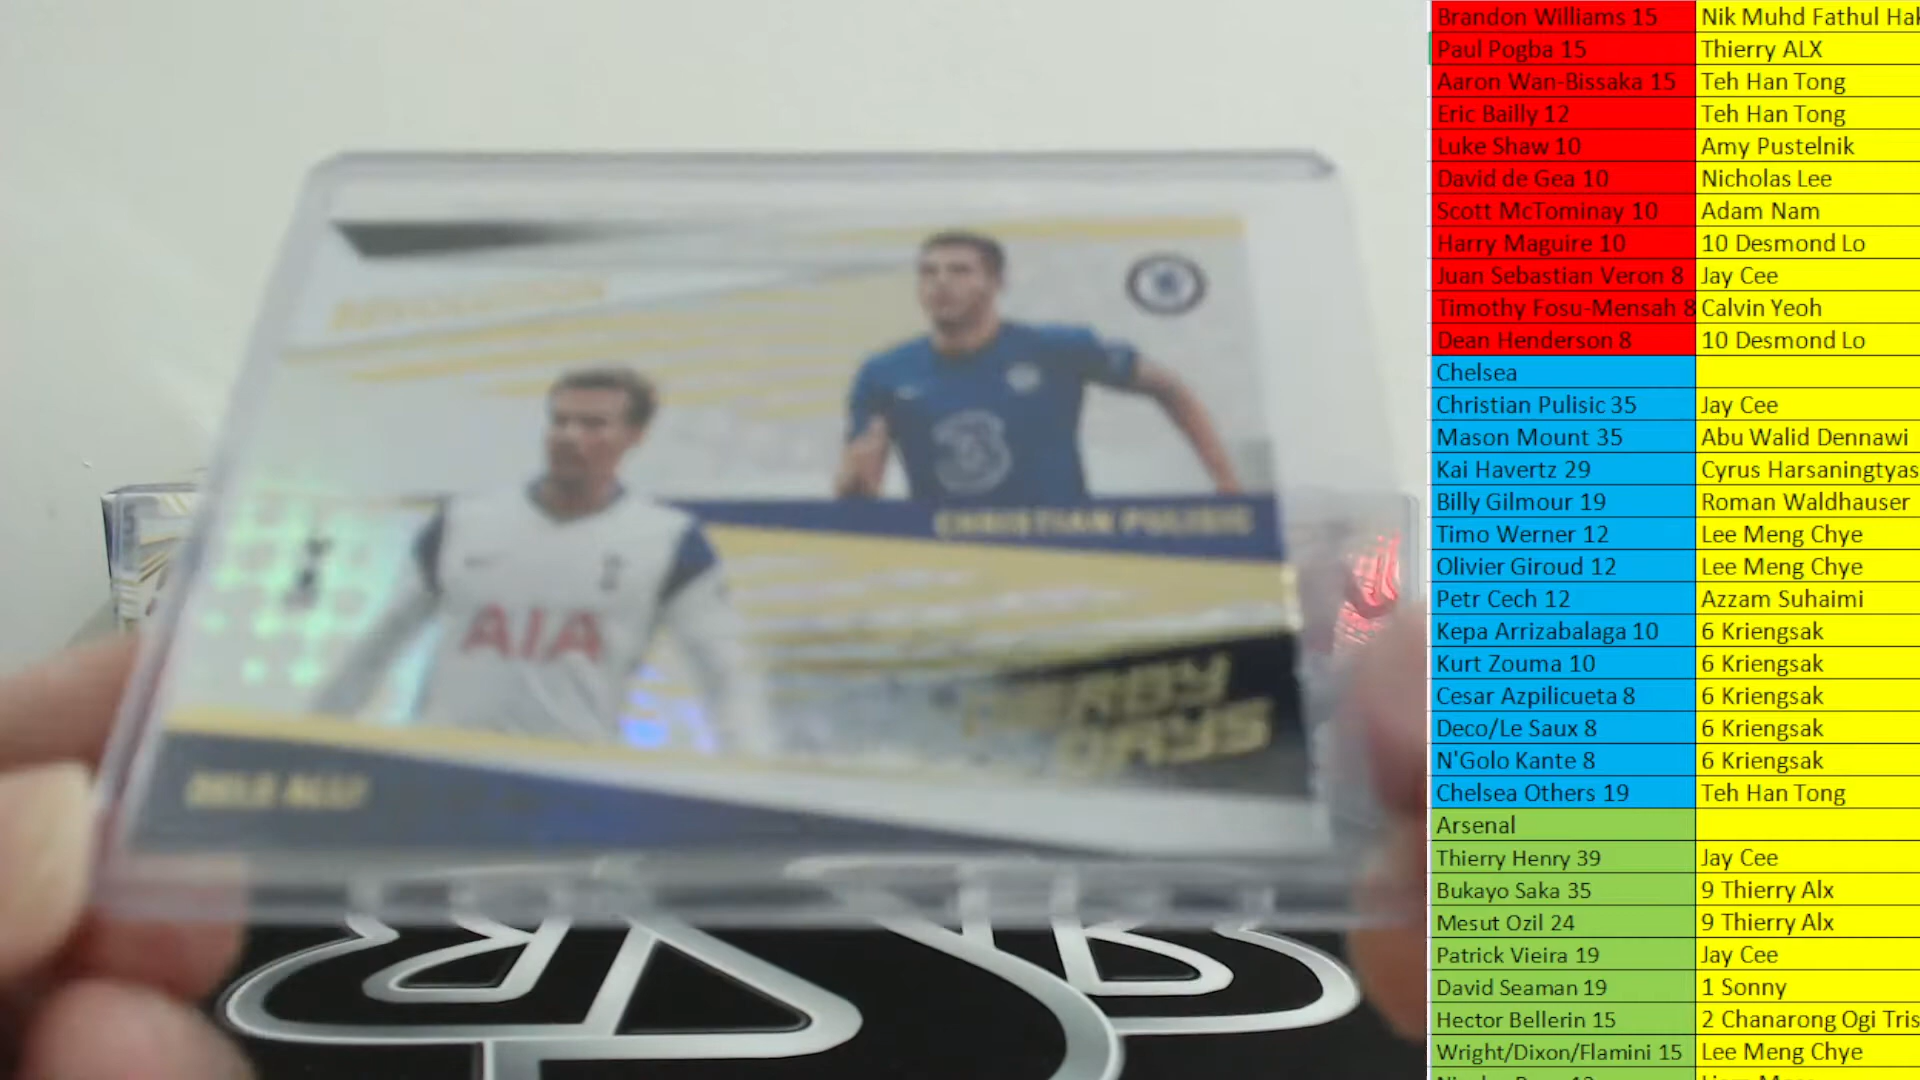 REVOLUTION
3
CHRISTIAN PULISIC
AIA
DERBY
DAYS
DELE ALLI
Brandon Williams 15 Nik Muhd Fathul Hak
Paul Pogba 15 Thierry ALX
Aaron Wan-Bissaka 15 Teh Han Tong
Eric Bailly 12 Teh Han Tong
Luke Shaw 10 Amy Pustelnik
David de Gea 10 Nicholas Lee
Scott McTominay 10 Adam Nam
Harry Maguire 10 10 Desmond Lo
Juan Sebastian Veron 8 Jay Cee
Timothy Fosu-Mensah 8 Calvin Yeoh
Dean Henderson 8 10 Desmond Lo
Chelsea
Christian Pulisic 35 Jay Cee
Mason Mount 35 Abu Walid Dennawi
Kai Havertz 29 Cyrus Harsaningtyas
Billy Gilmour 19 Roman Waldhauser
Timo Werner 12 Lee Meng Chye
Olivier Giroud 12 Lee Meng Chye
Petr Cech 12 Azzam Suhaimi
Kepa Arrizabalaga 10 6 Kriengsak
Kurt Zouma 10 6 Kriengsak
Cesar Azpilicueta 8 6 Kriengsak
Deco/Le Saux 8 6 Kriengsak
N'Golo Kante 8 6 Kriengsak
Chelsea Others 19 Teh Han Tong
Arsenal
Thierry Henry 39 Jay Cee
Bukayo Saka 35 9 Thierry Alx
Mesut Ozil 24 9 Thierry Alx
Patrick Vieira 19 Jay Cee
David Seaman 19 1 Sonny
Hector Bellerin 15 2 Chanarong Ogi Tris
Wright/Dixon/Flamini 15 Lee Meng Chye